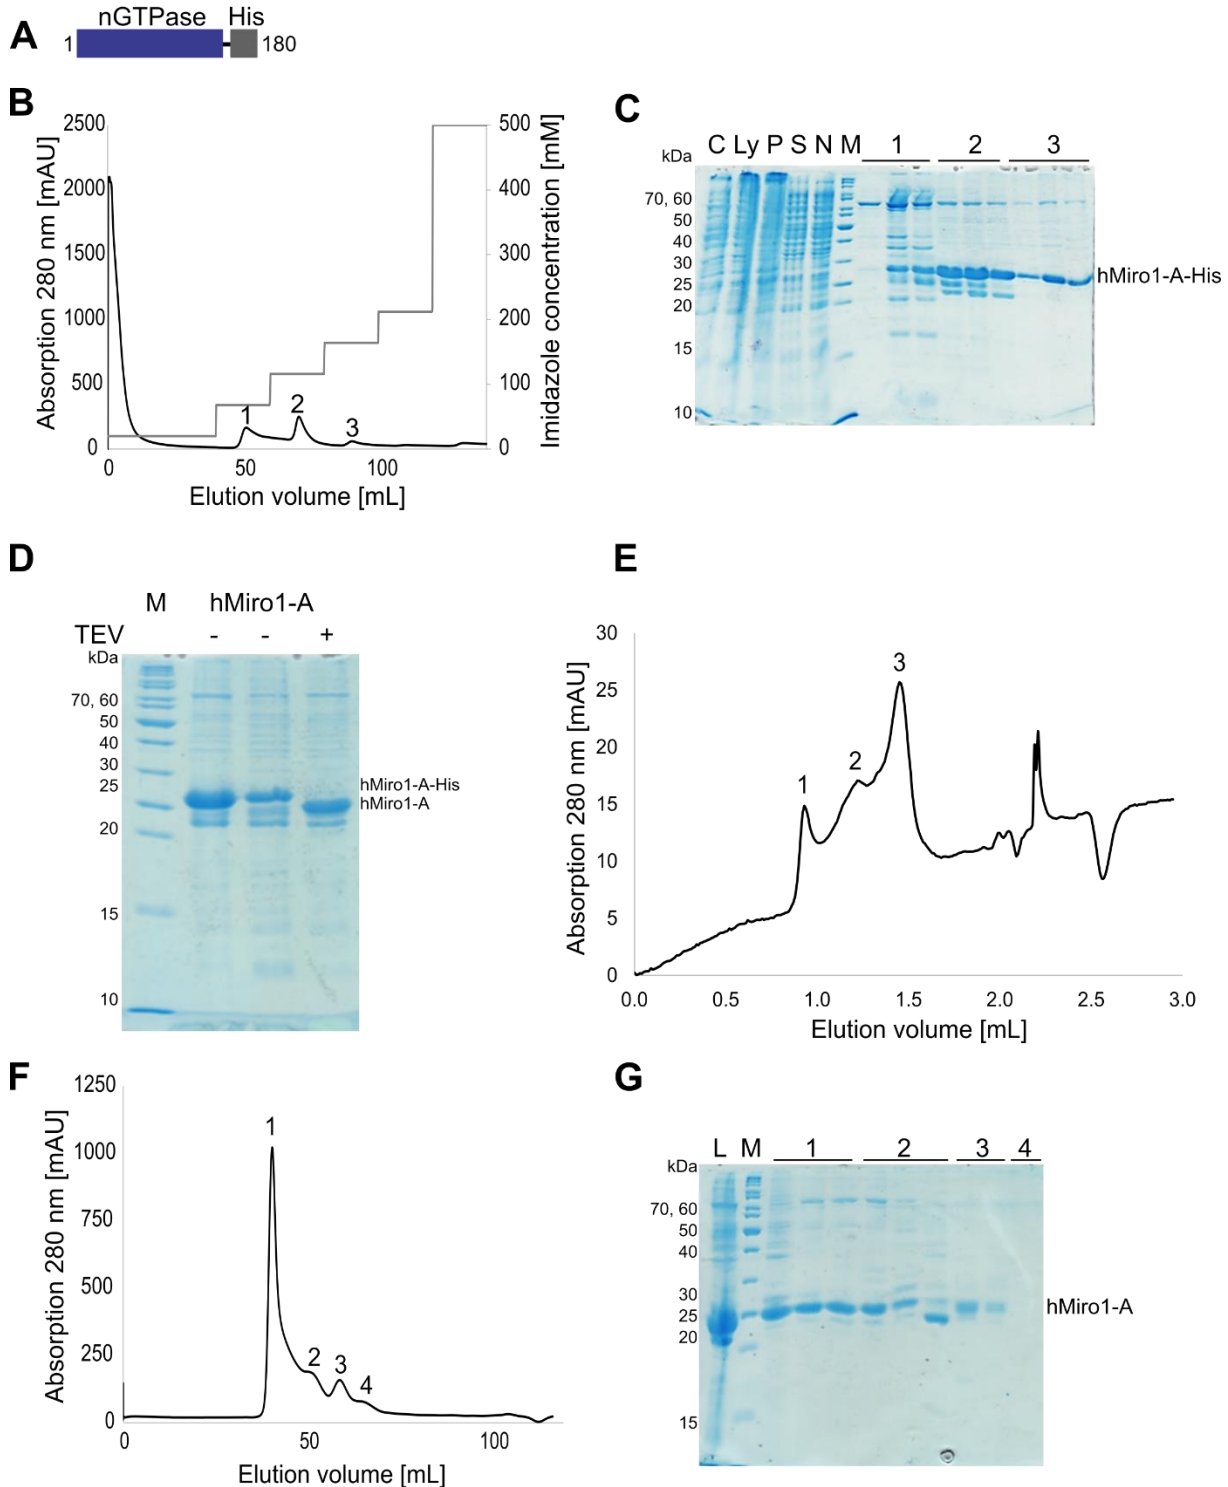 A
nGTPase His
1 180
B
Absorption 280 nm [mAU]
2500
2000
1500
1000
500
0
500
400
300
200
100
0
Imidazole concentration [mM]
1 2 3
0 50 100
Elution volume [mL]
C
C Ly P S N M 1 2 3
kDa
70, 60
50
40
30
25
20
15
10
hMiro1-A-His
D
M hMiro1-A
TEV - - +
kDa
70, 60
50
40
30
25
20
15
10
hMiro1-A-His
hMiro1-A
E
Absorption 280 nm [mAU]
30
25
20
15
10
5
0
1 2 3
0.0 0.5 1.0 1.5 2.0 2.5 3.0
Elution volume [mL]
F
Absorption 280 nm [mAU]
1250
1000
750
500
250
0
1
2 3 4
0 50 100
Elution volume [mL]
G
L M 1 2 3 4
kDa
70, 60
50
40
30
25
20
15
hMiro1-A